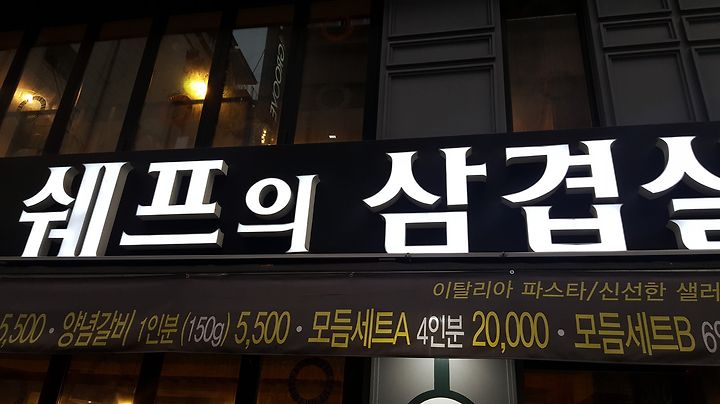 쉐프의 삼겹살
이탈리아 파스타/신선한 샐러
5,500 · 양념갈비 1인분 (150g) 5,500 · 모듬세트A 4인분 20,000 · 모듬세트B 6